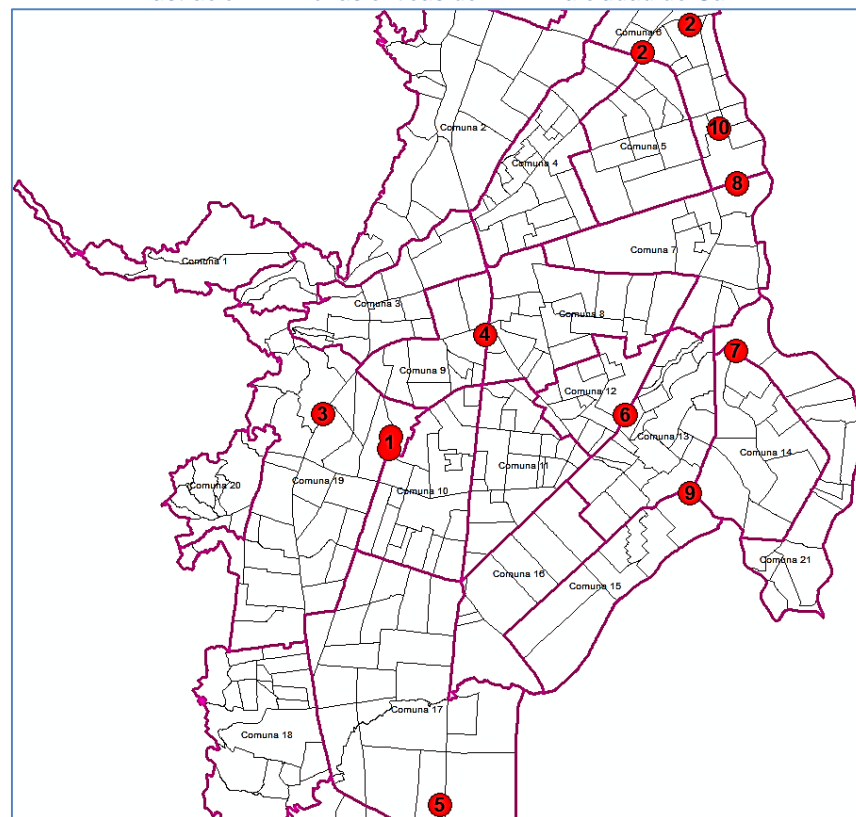 2
Comuna 6
2
10
Comuna 2
Comuna 5
Comuna 4
8
Comuna 7
Comuna 1
Comuna 3
Comuna 8
4
7
Comuna 9
Comuna 12
3
6
1
Comuna 13
Comuna 14
Comuna 11
Comuna 20
Comuna 19
Comuna 10
9
Comuna 21
Comuna 16
Comuna 15
Comuna 17
Comuna 18
5